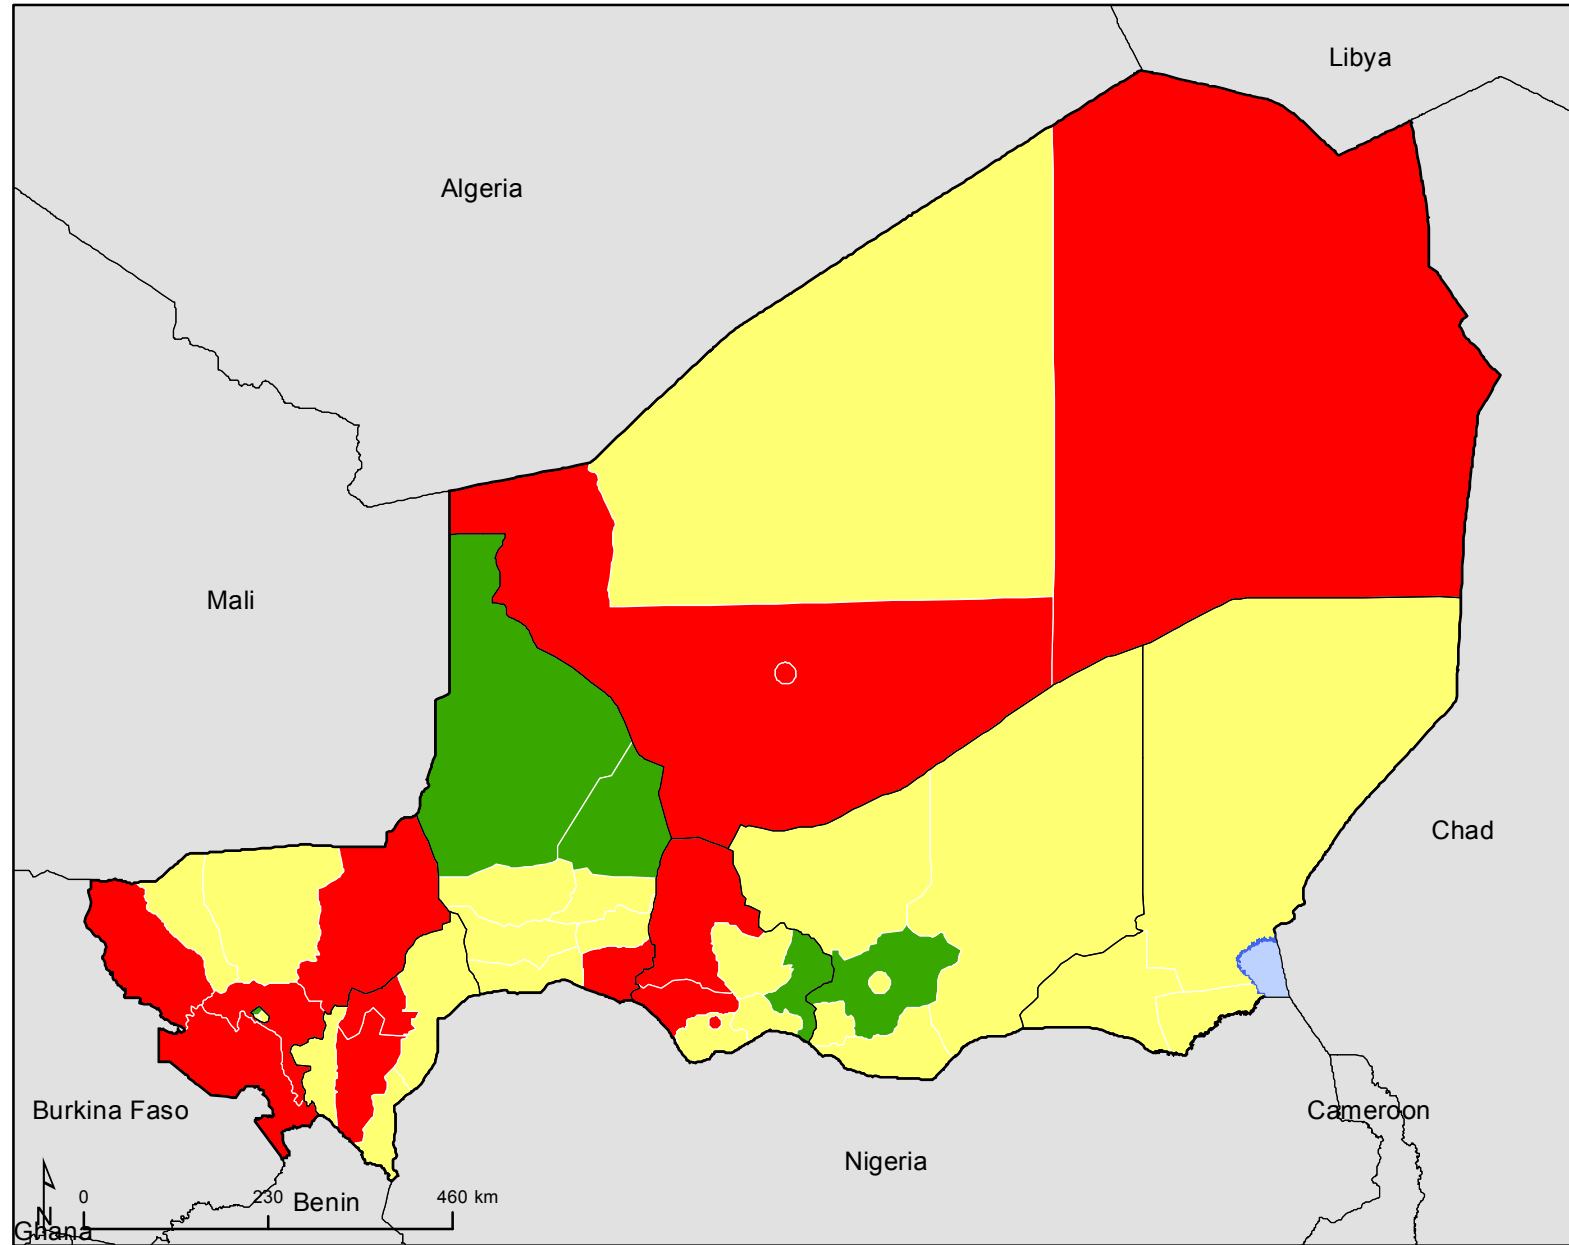 Libya
Algeria
Mali
Chad
Burkina Faso
Cameroon
Nigeria
0 230 460 km
Benin
N
Ghana